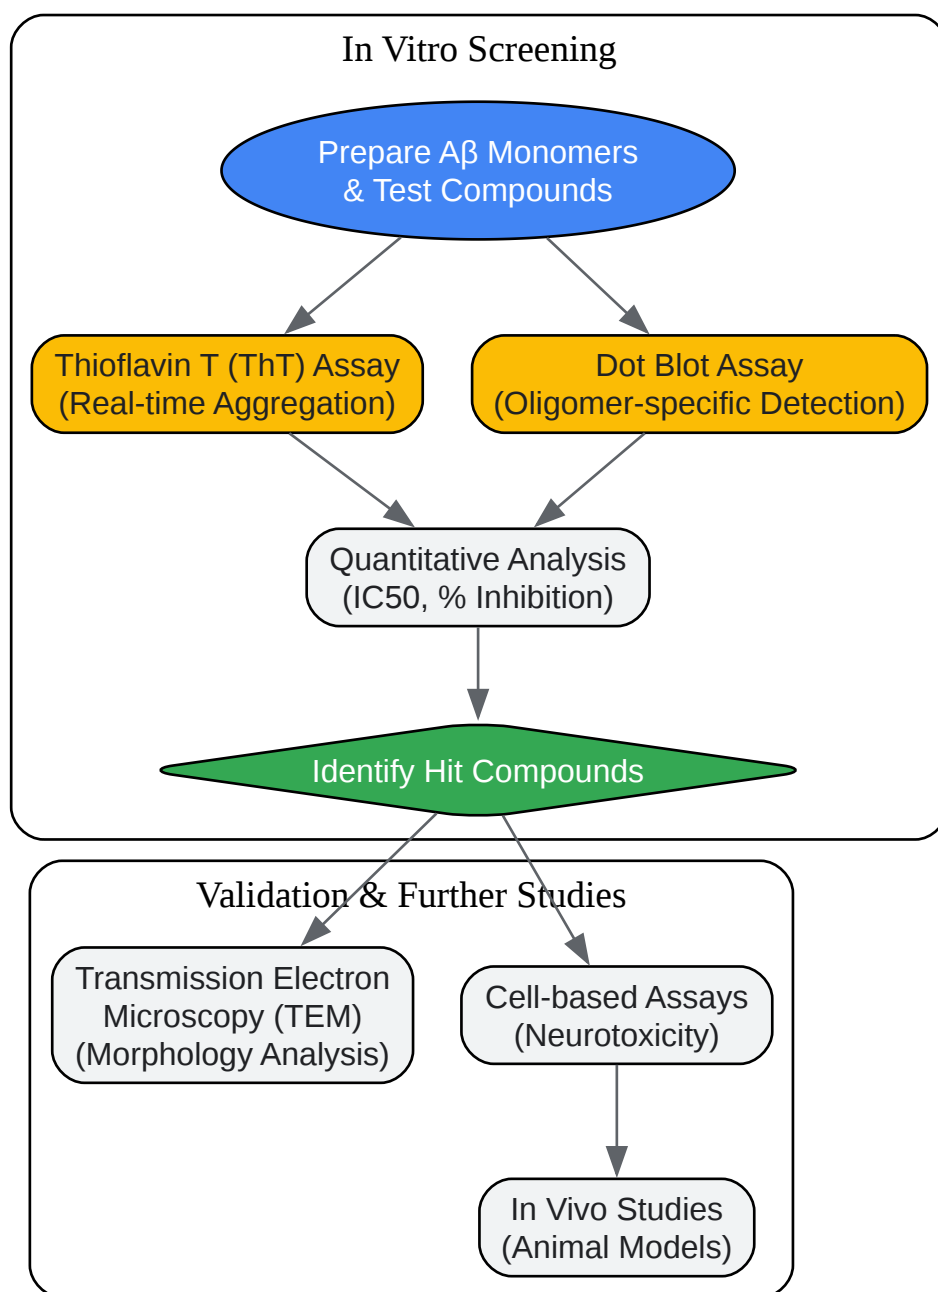 In Vitro Screening
Prepare Aβ Monomers
& Test Compounds
Thioflavin T (ThT) Assay
(Real-time Aggregation)
Dot Blot Assay
(Oligomer-specific Detection)
Quantitative Analysis
(IC50, % Inhibition)
Identify Hit Compounds
Validation & Further Studies
Transmission Electron
Microscopy (TEM)
(Morphology Analysis)
Cell-based Assays
(Neurotoxicity)
In Vivo Studies
(Animal Models)